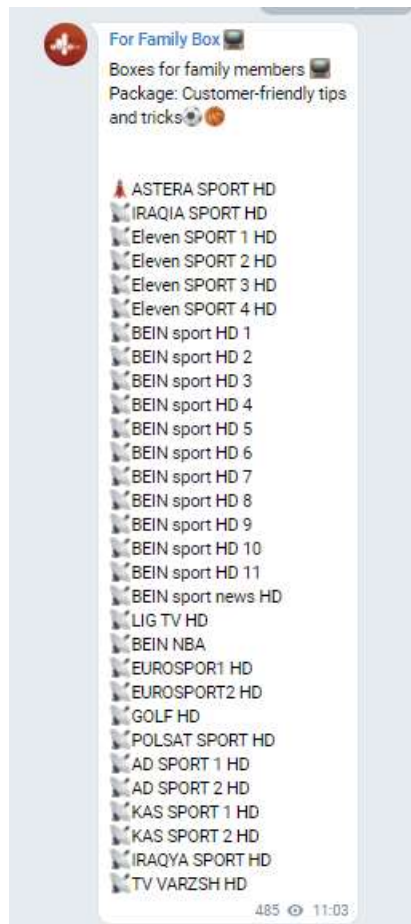 For Family Box
Boxes for family members
Package: Customer-friendly tips
and tricks
ASTERA SPORT HD
IRAQIA SPORT HD
Eleven SPORT 1 HD
Eleven SPORT 2 HD
Eleven SPORT 3 HD
Eleven SPORT 4 HD
BEIN sport HD 1
BEIN sport HD 2
BEIN sport HD 3
BEIN sport HD 4
BEIN sport HD 5
BEIN sport HD 6
BEIN sport HD 7
BEIN sport HD 8
BEIN sport HD 9
BEIN sport HD 10
BEIN sport HD 11
BEIN sport news HD
LIG TV HD
BEIN NBA
EUROSPOR1 HD
EUROSPORT2 HD
GOLF HD
POLSAT SPORT HD
AD SPORT 1 HD
AD SPORT 2 HD
KAS SPORT 1 HD
KAS SPORT 2 HD
IRAQYA SPORT HD
TV VARZSH HD
485 11:03